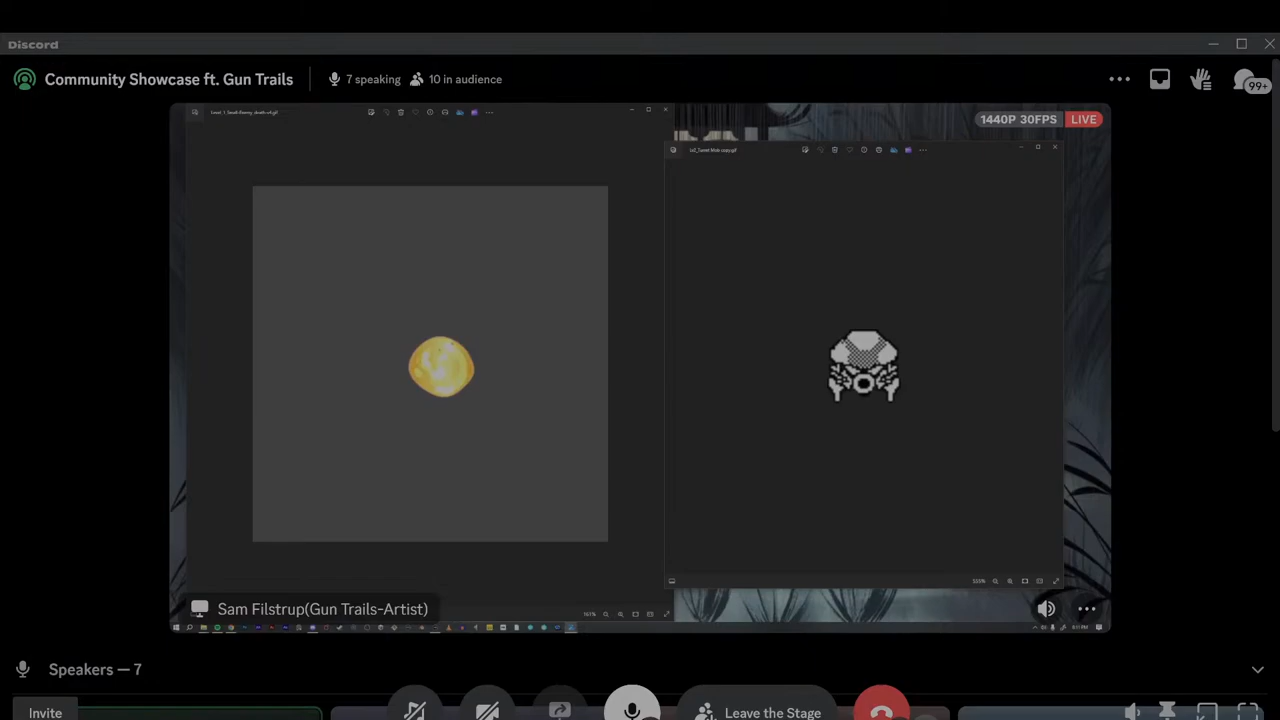 Discord
Community Showcase ft. Gun Trails
7 speaking
10 in audience
99+
1440P 30FPS
LIVE
Sam Filstrup(Gun Trails-Artist)
Speakers — 7
Invite
Leave the Stage